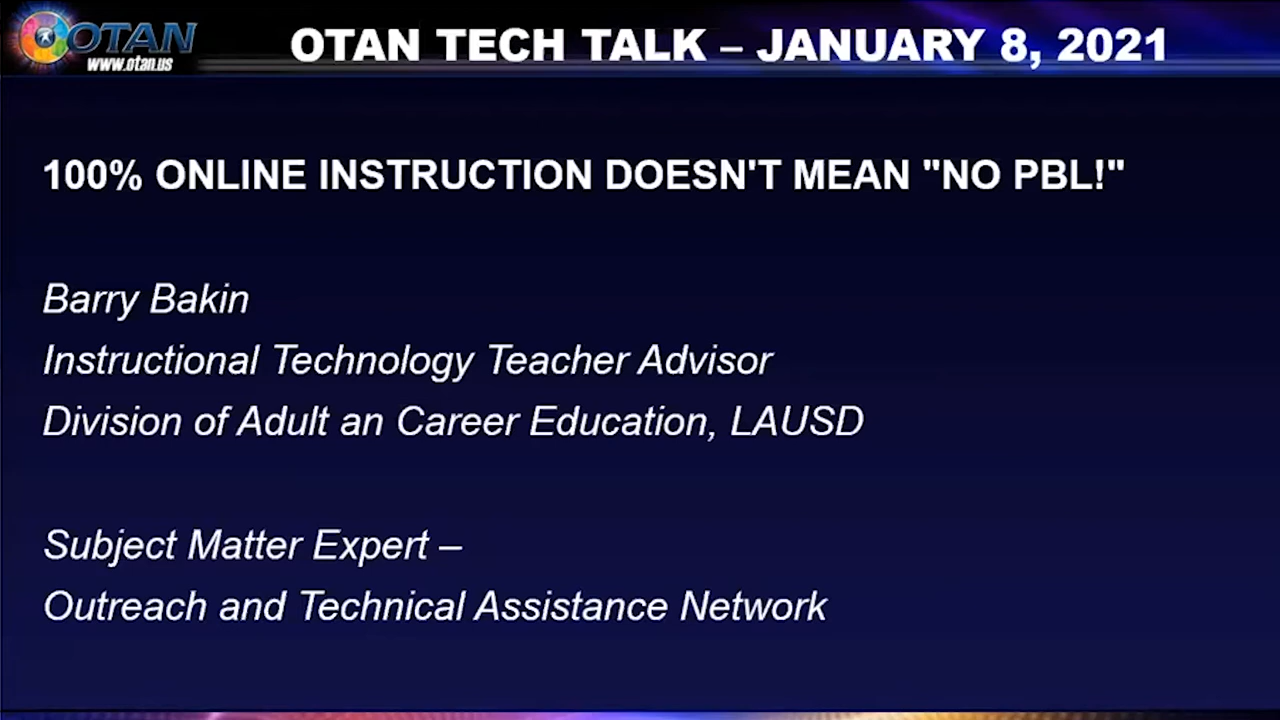 OTAN
www.otan.us
OTAN TECH TALK – JANUARY 8, 2021
100% ONLINE INSTRUCTION DOESN'T MEAN "NO PBL!"
Barry Bakin
Instructional Technology Teacher Advisor
Division of Adult an Career Education, LAUSD
Subject Matter Expert –
Outreach and Technical Assistance Network